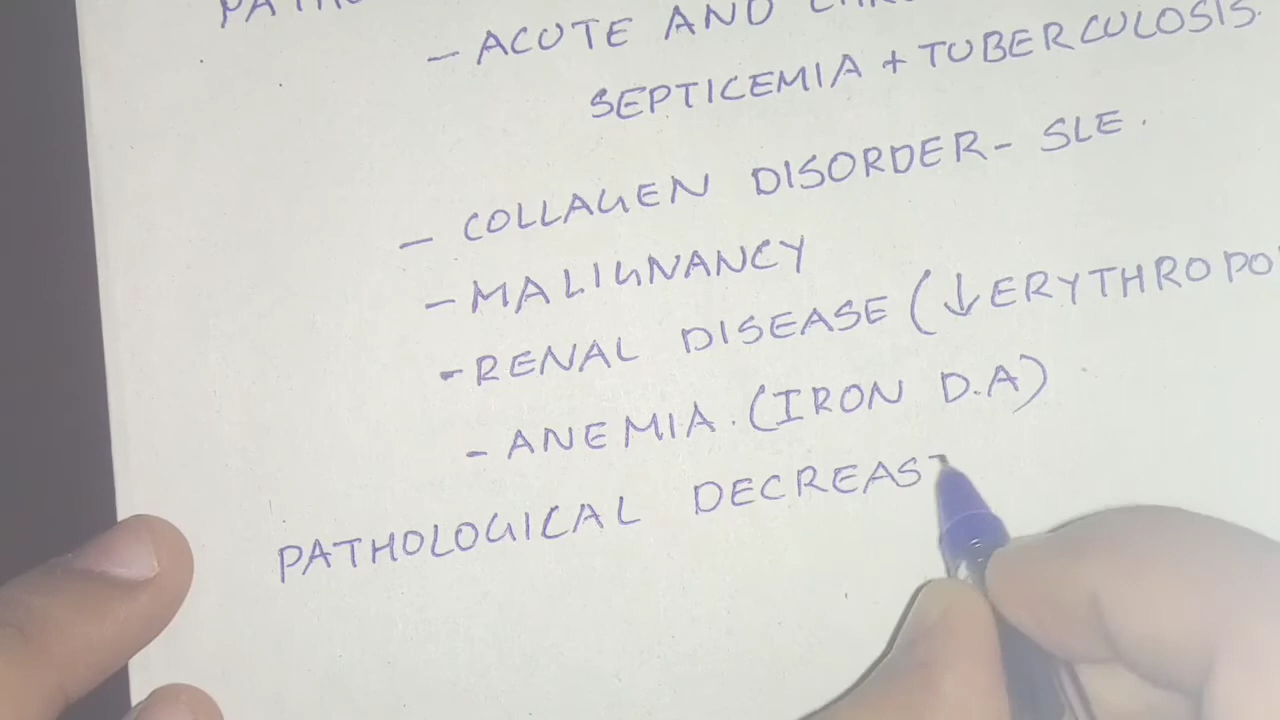 - ACUTE AND
SEPTICEMIA + TUBERCULOSIS.
- COLLAGEN DISORDER - SLE.
- MALIGNANCY
- RENAL DISEASE (↓ERYTHROPO
- ANEMIA. (IRON D.A)
PATHOLOGICAL DECREAS